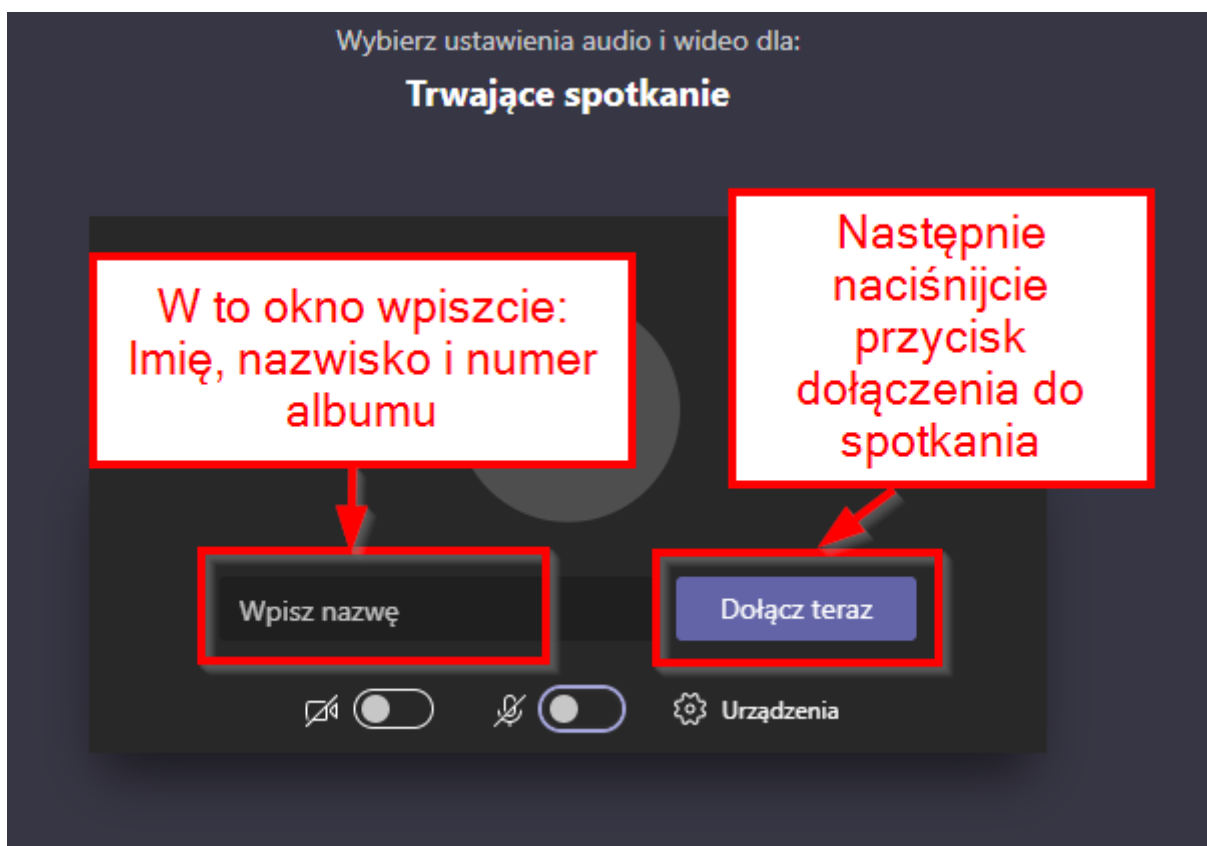 Wybierz ustawienia audio i wideo dla:
Trwające spotkanie
W to okno wpiszcie:
Imię, nazwisko i numer
albumu
Następnie
naciśnijcie
przycisk
dołączenia do
spotkania
Wpisz nazwę
Dołącz teraz
Urządzenia